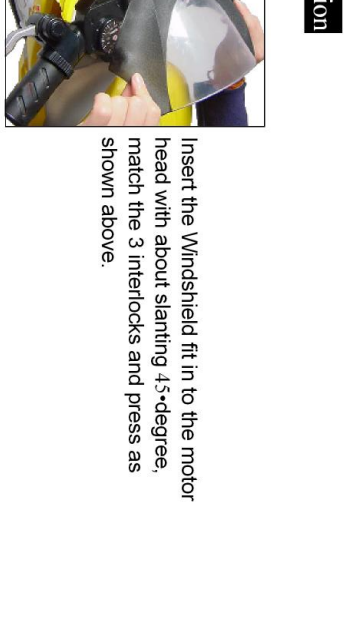 Insert the Windshield fit in to the motor
head with about slanting 45•degree,
match the 3 interlocks and press as
shown above.